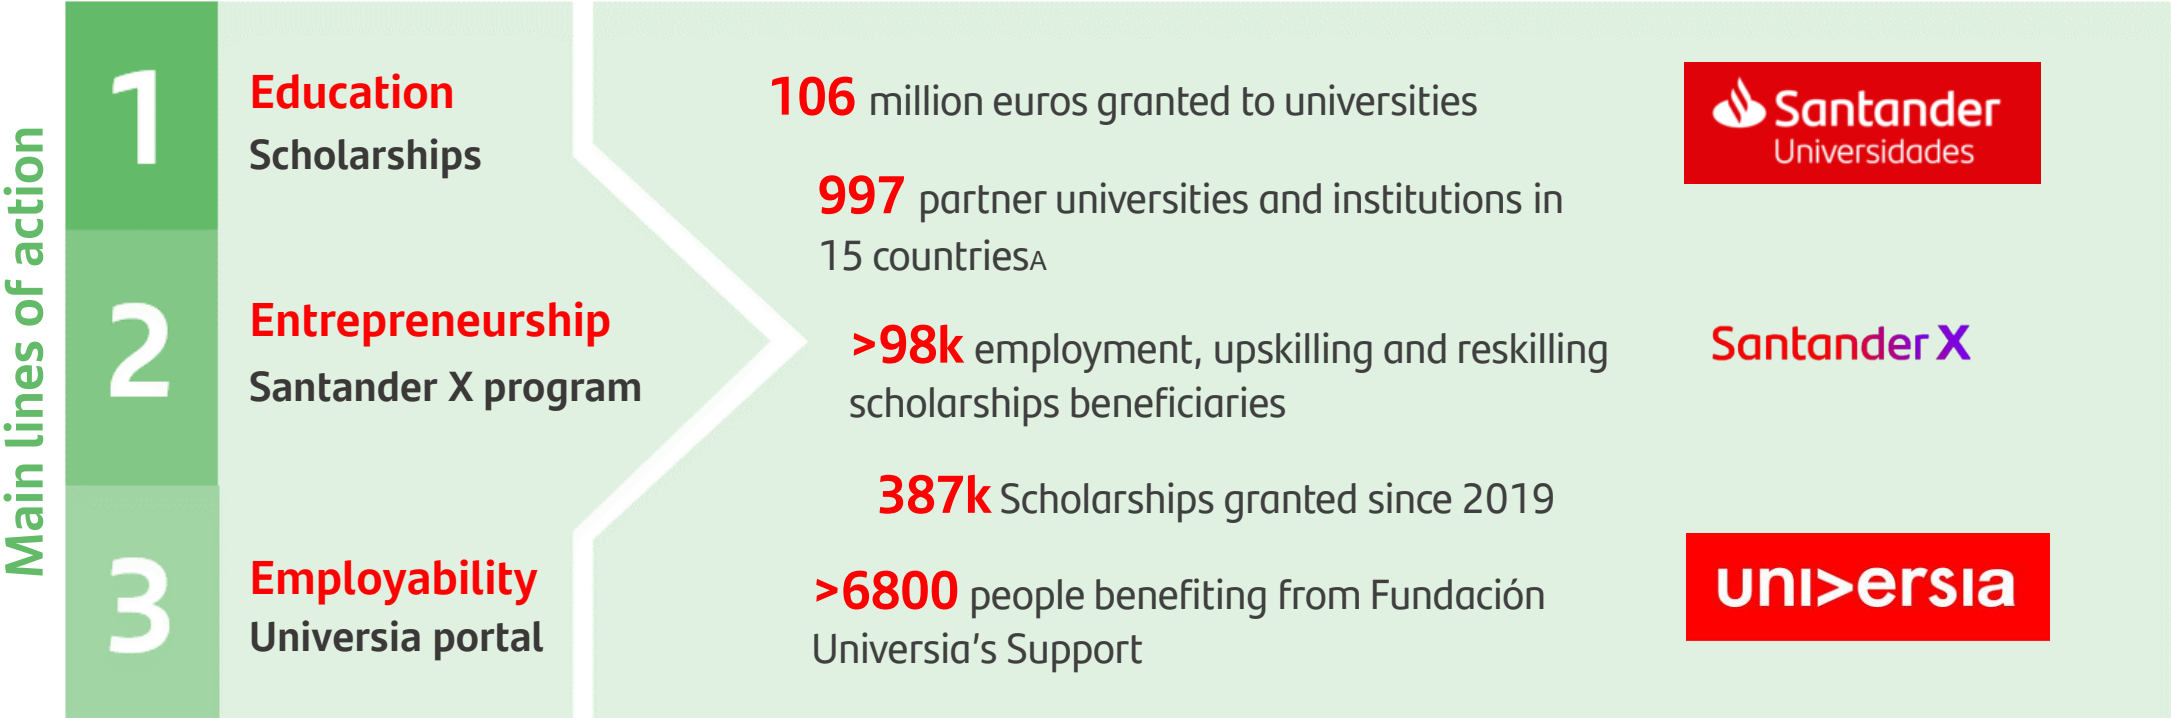 Main lines of action
1
Education
Scholarships
2
Entrepreneurship
Santander X program
3
Employability
Universia portal
106 million euros granted to universities
997 partner universities and institutions in
15 countriesA
>98k employment, upskilling and reskilling
scholarships beneficiaries
387k Scholarships granted since 2019
>6800 people benefiting from Fundación
Universia’s Support
Santander
Universidades
Santander X
uni>ersia